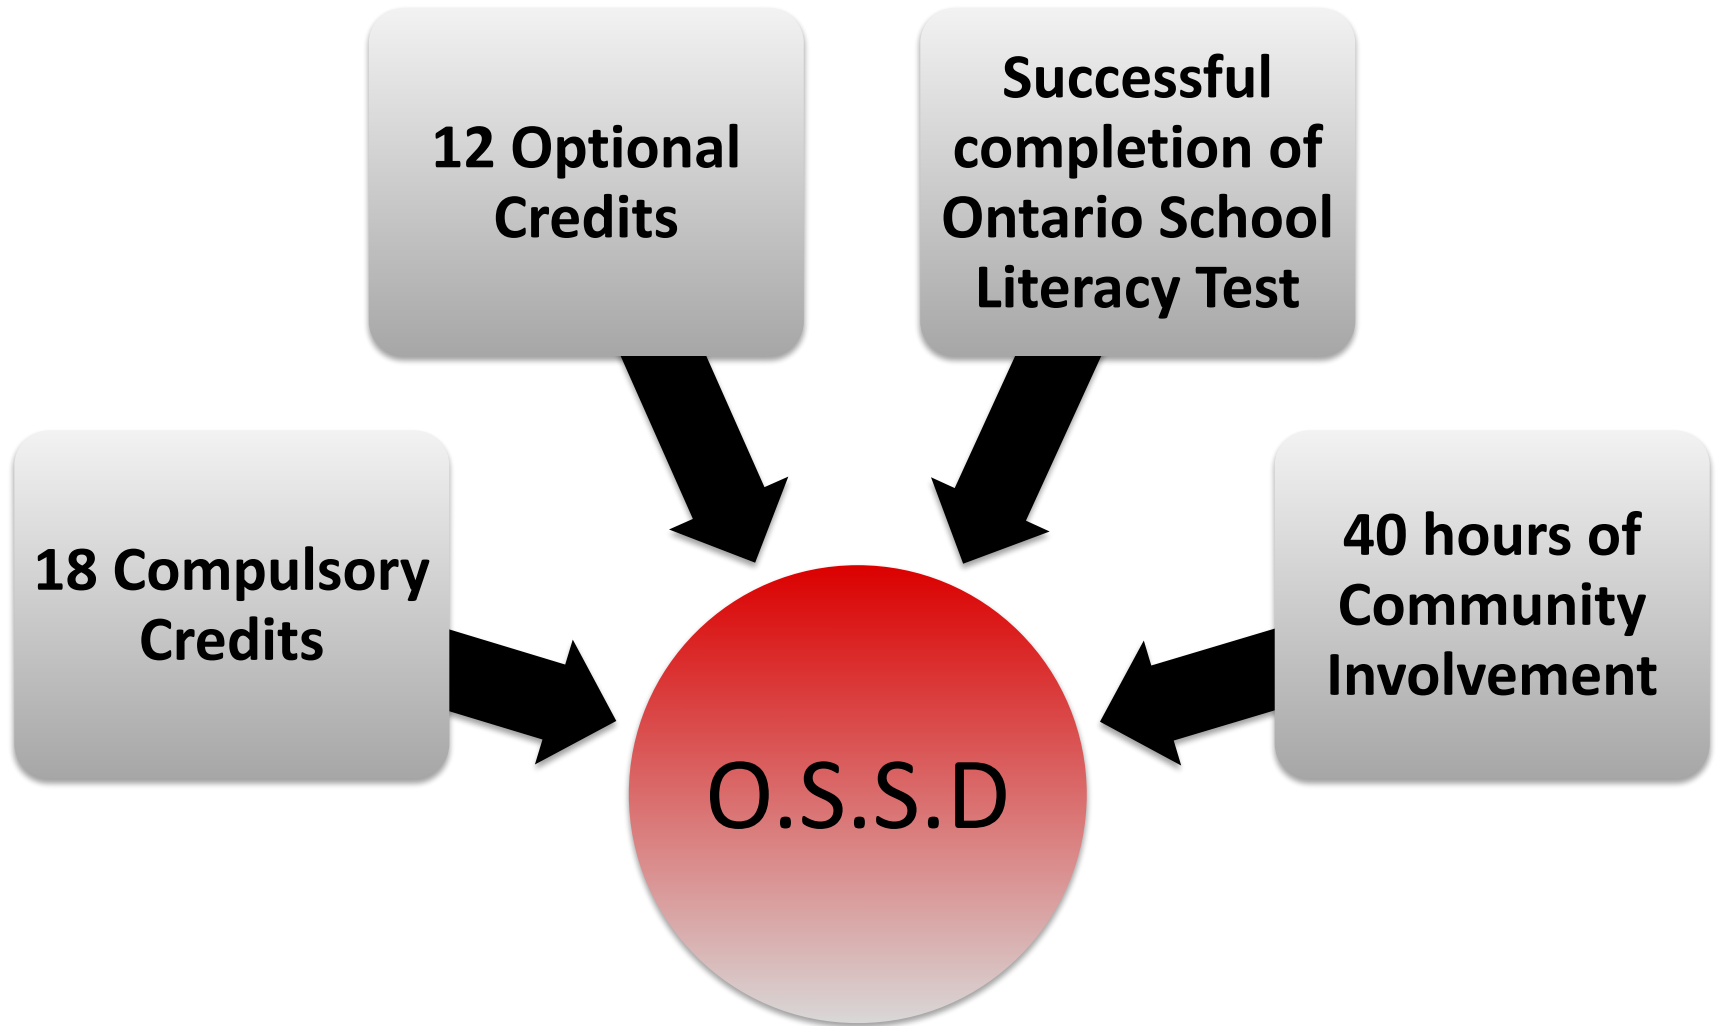 12 Optional
Credits
Successful
completion of
Ontario School
Literacy Test
18 Compulsory
Credits
40 hours of
Community
Involvement
O.S.S.D